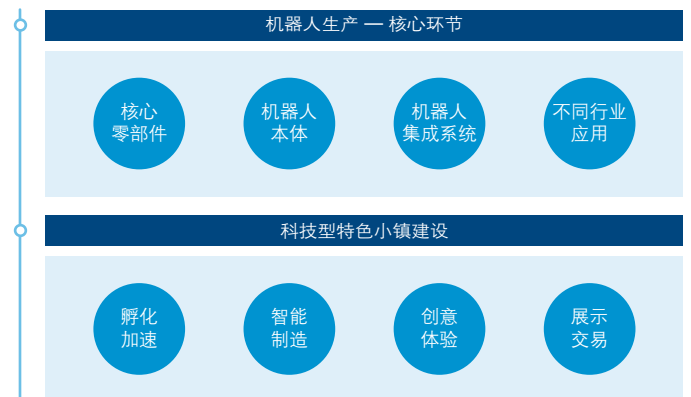 机器人生产 — 核心环节
核心
零部件
机器人
本体
机器人
集成系统
不同行业
应用
科技型特色小镇建设
孵化
加速
智能
制造
创意
体验
展示
交易